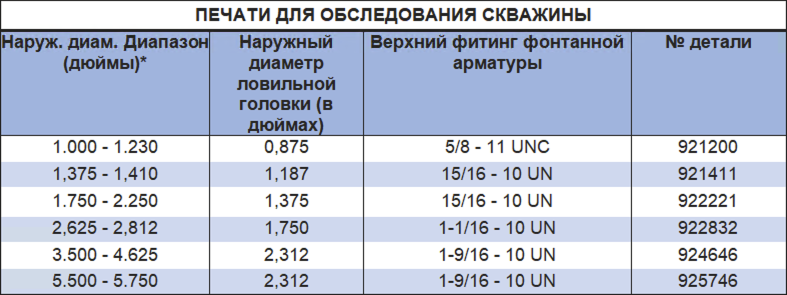 ПЕЧАТИ ДЛЯ ОБСЛЕДОВАНИЯ СКВАЖИНЫ
Наруж. диам. Диапазон (дюймы)* Наружный диаметр ловильной головки (в дюймах) Верхний фитинг фонтанной арматуры № детали
1.000 - 1.230 0,875 5/8 - 11 UNC 921200
1,375 - 1,410 1,187 15/16 - 10 UN 921411
1.750 - 2.250 1,375 15/16 - 10 UN 922221
2,625 - 2,812 1,750 1-1/16 - 10 UN 922832
3.500 - 4.625 2,312 1-9/16 - 10 UN 924646
5.500 - 5.750 2,312 1-9/16 - 10 UN 925746